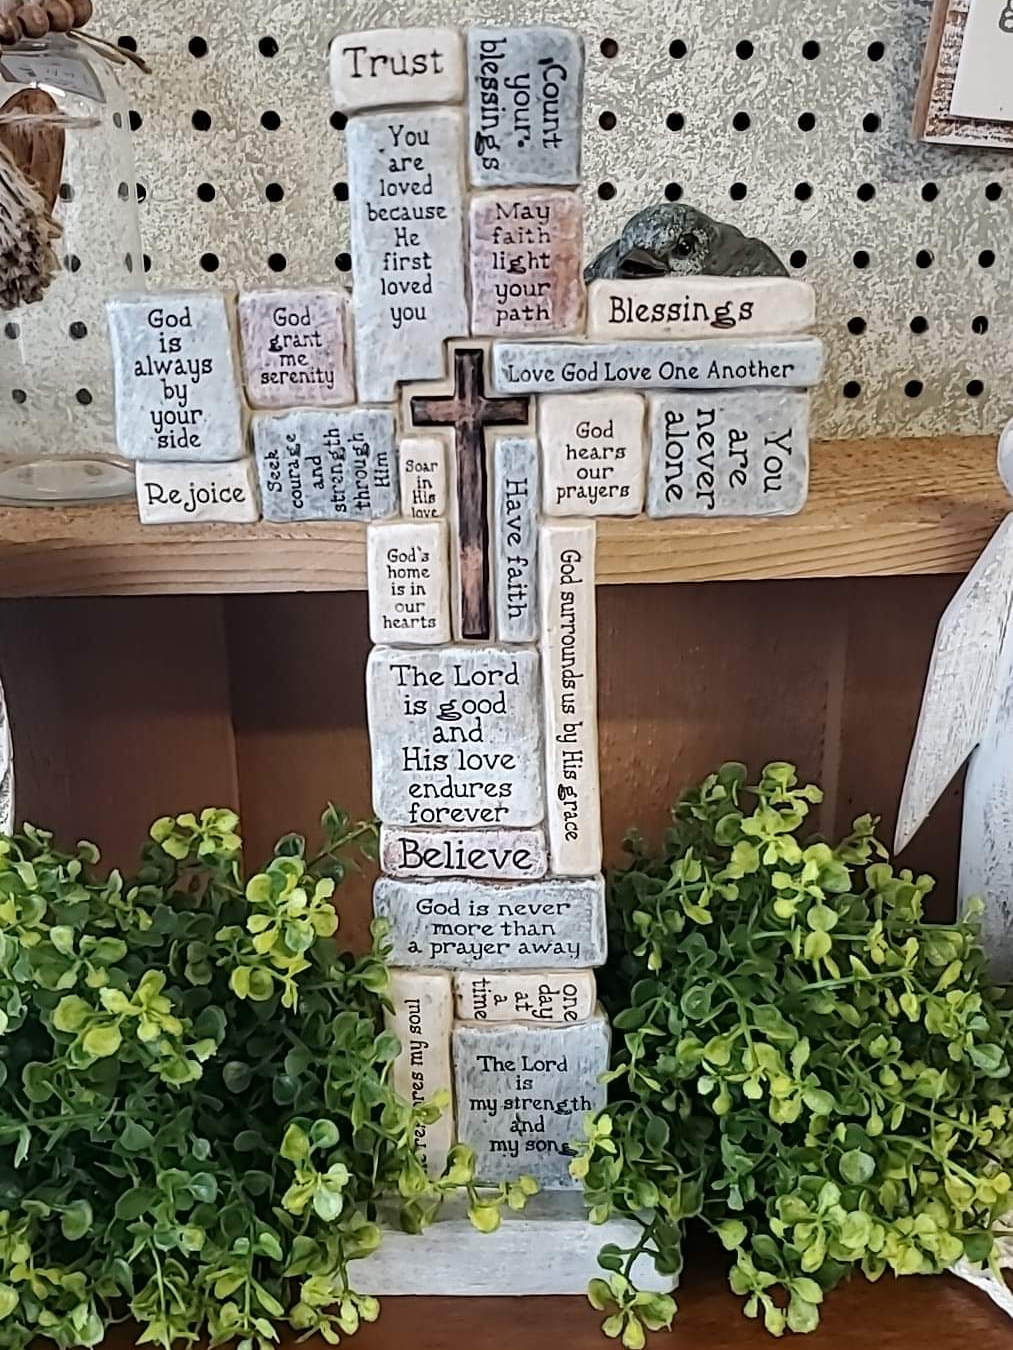 Trust
Count
your
blessings
You
are
loved
because
He
first
loved
you
May
faith
light
your
path
Blessings
God
is
always
by
your
side
God
grant
me
serenity
Love God Love One Another
Rejoice
Seek
courage
and
strength
through
Him
Soar
in
His
love
Have faith
God
hears
our
prayers
You
are
never
alone
God's
home
is in
our
hearts
God surrounds us by His grace
The Lord
is good
and
His love
endures
forever
Believe
God is never
more than
a prayer away
one
day
at
a
time
my soul
The Lord
is
my strength
and
my song